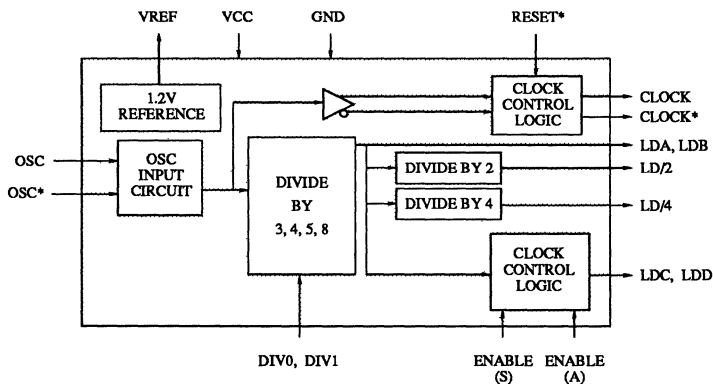 VREF VCC GND RESET*
1.2V
REFERENCE
CLOCK
CONTROL
LOGIC
CLOCK
CLOCK*
OSC
OSC*
OSC
INPUT
CIRCUIT
DIVIDE
BY
3, 4, 5, 8
LDA, LDB
DIVIDE BY 2
LD/2
DIVIDE BY 4
LD/4
CLOCK
CONTROL
LOGIC
LDC, LDD
DIV0, DIV1
ENABLE
(S)
ENABLE
(A)